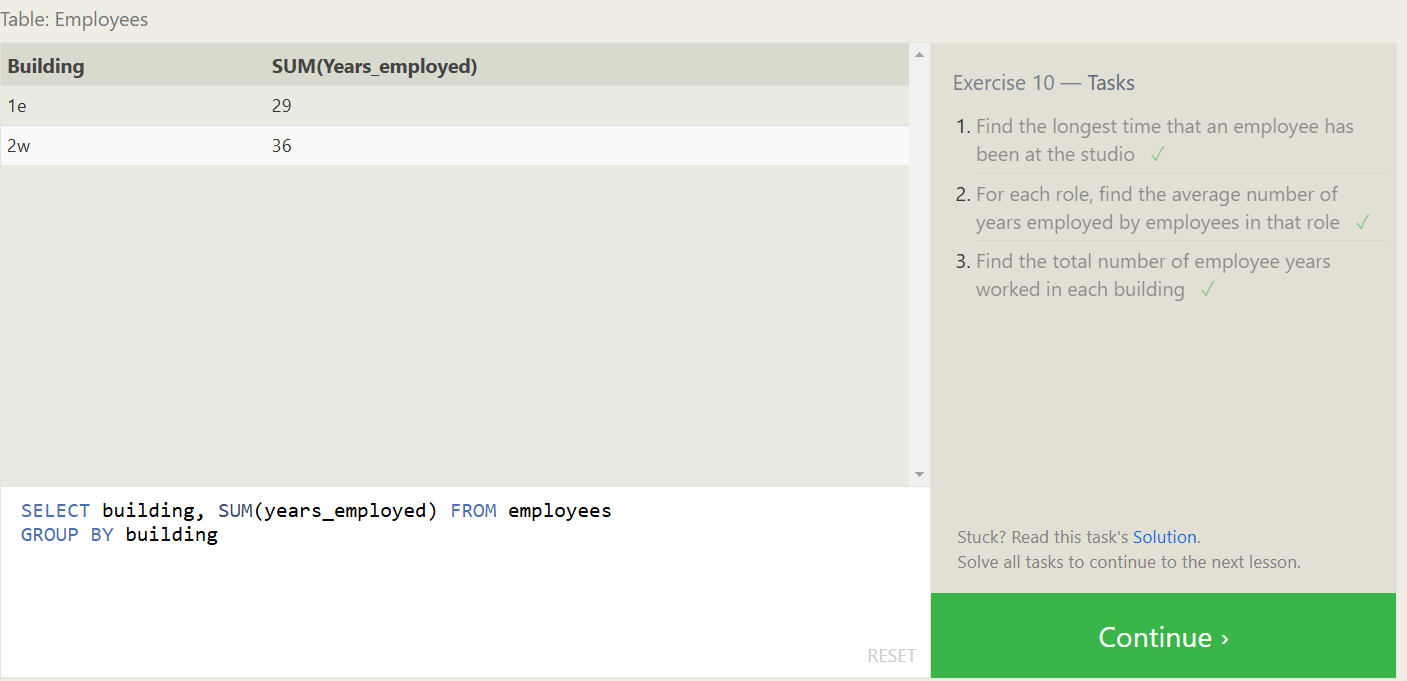 Table: Employees
Building SUM(Years_employed)
1e 29
2w 36
SELECT building, SUM(years_employed) FROM employees
GROUP BY building
RESET
Exercise 10 — Tasks
1. Find the longest time that an employee has
been at the studio ✓
2. For each role, find the average number of
years employed by employees in that role ✓
3. Find the total number of employee years
worked in each building ✓
Stuck? Read this task's Solution.
Solve all tasks to continue to the next lesson.
Continue ›